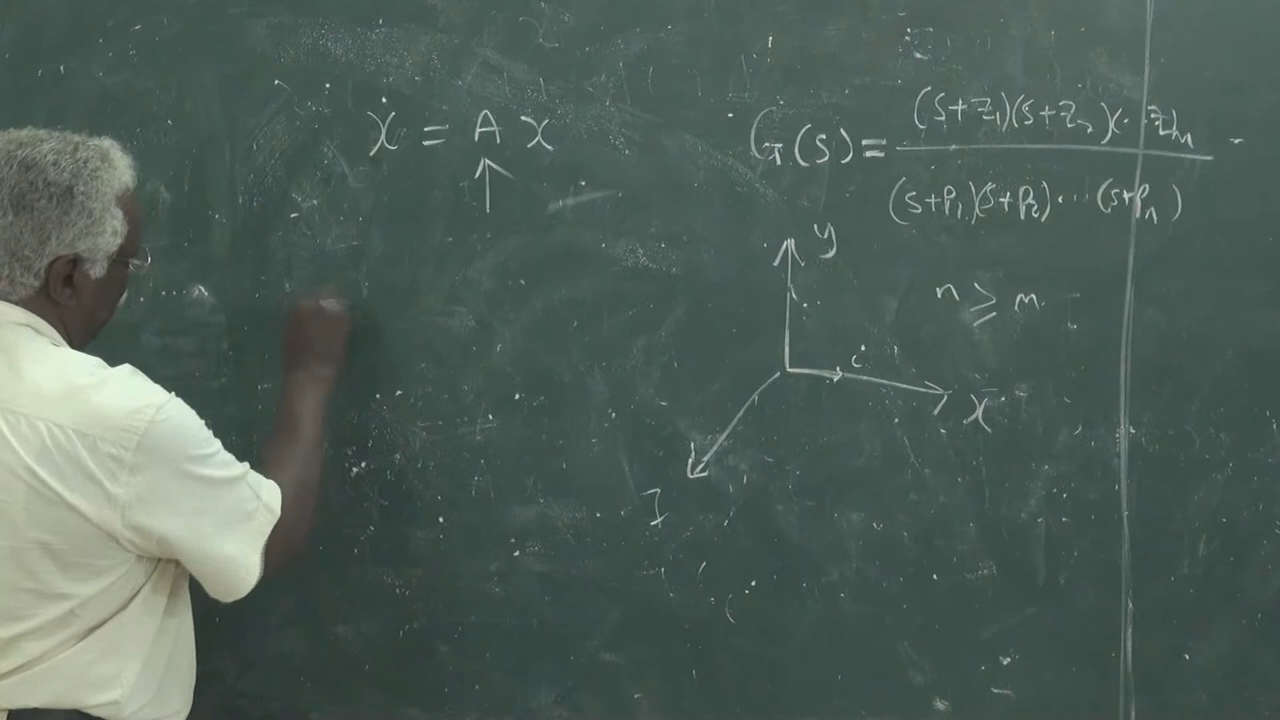 x = A x
G(s) = (s+z₁)(s+z₂)(.. zₘ / (s+p₁)(s+p₂)... (s+pₙ)
y
n ≥ m
i
x
z